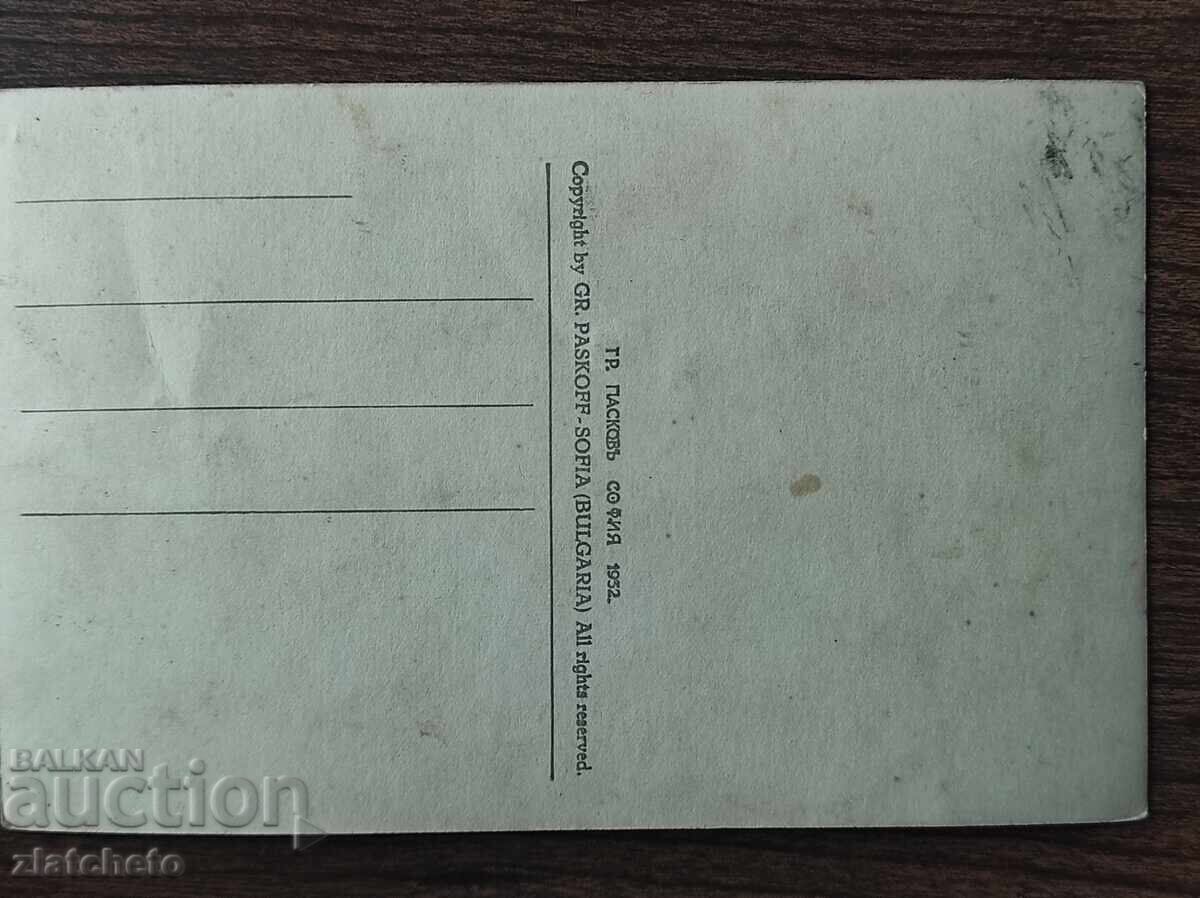 ГР. ПАСКОВЪ СОФИЯ 1932.
Copyright by GR. PASKOFF - SOFIA (BULGARIA) All rights reserved.
BALKAN
auction
zlatcheto